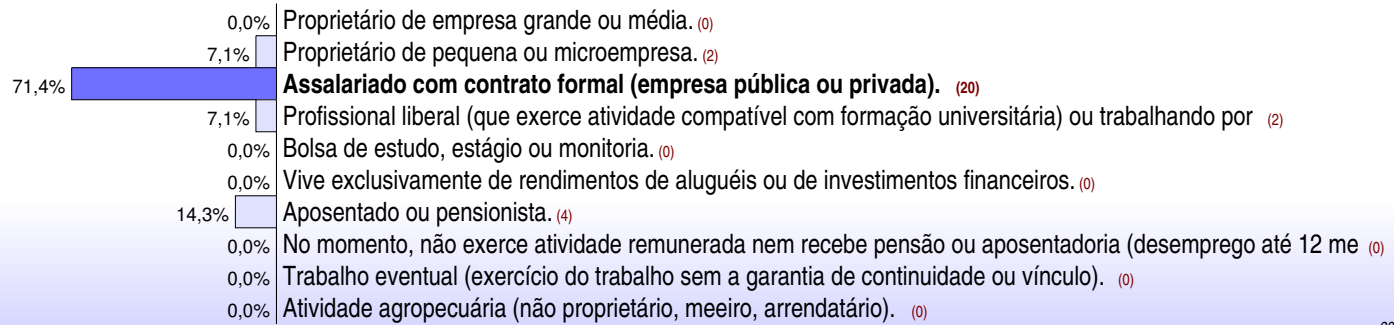 0,0% Proprietário de empresa grande ou média. (0)
7,1% Proprietário de pequena ou microempresa. (2)
71,4% Assalariado com contrato formal (empresa pública ou privada). (20)
7,1% Profissional liberal (que exerce atividade compatível com formação universitária) ou trabalhando por (2)
0,0% Bolsa de estudo, estágio ou monitoria. (0)
0,0% Vive exclusivamente de rendimentos de aluguéis ou de investimentos financeiros. (0)
14,3% Aposentado ou pensionista. (4)
0,0% No momento, não exerce atividade remunerada nem recebe pensão ou aposentadoria (desemprego até 12 me (0)
0,0% Trabalho eventual (exercício do trabalho sem a garantia de continuidade ou vínculo). (0)
0,0% Atividade agropecuária (não proprietário, meeiro, arrendatário). (0)